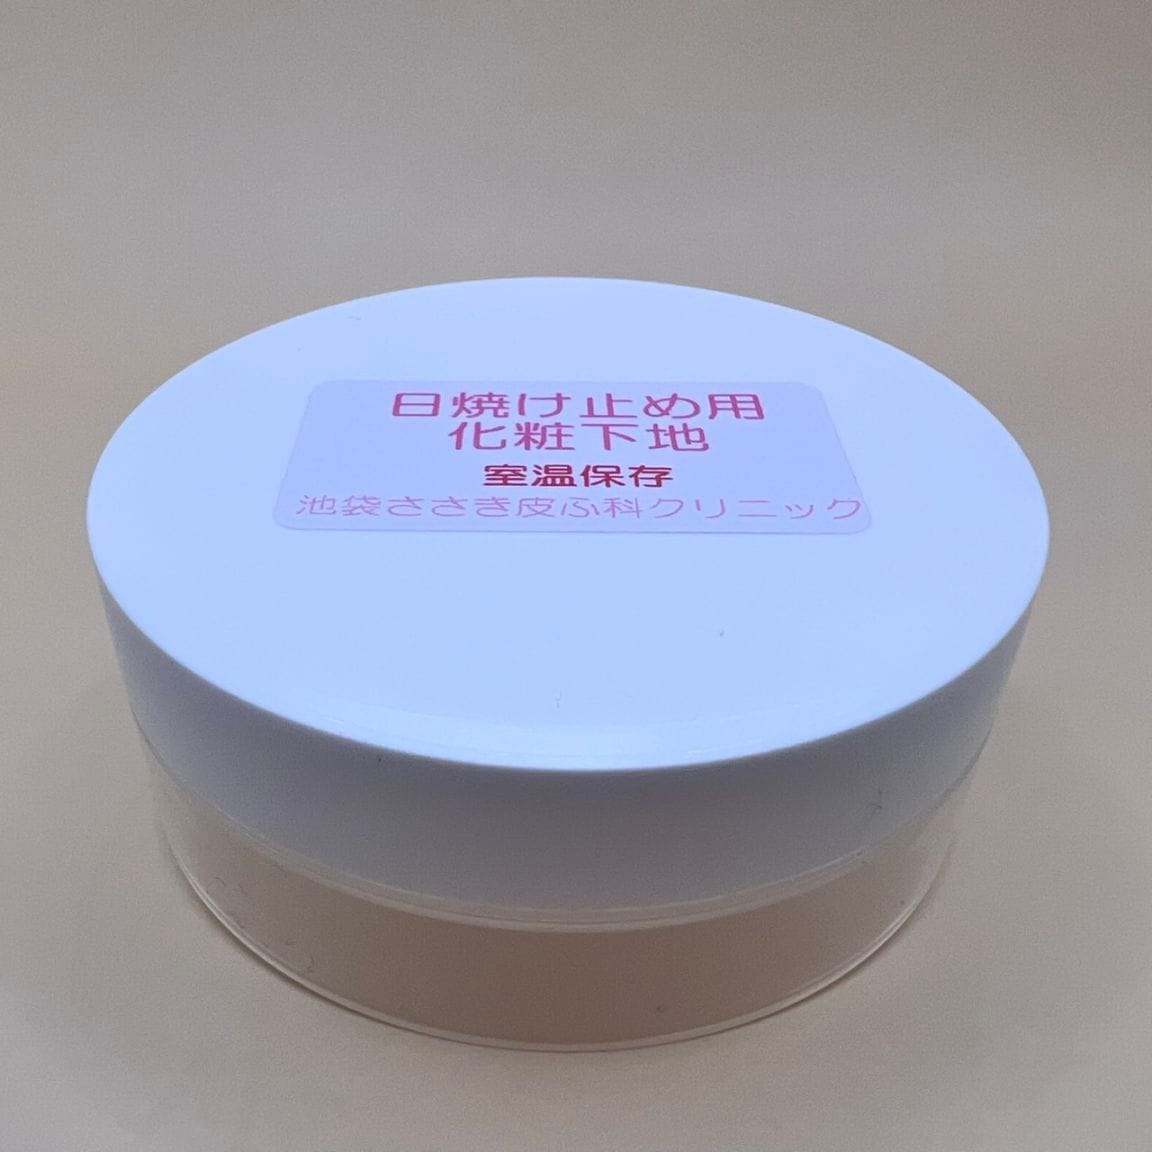 日焼け止め用
化粧下地
室温保存
池袋ささき皮ふ科クリニック